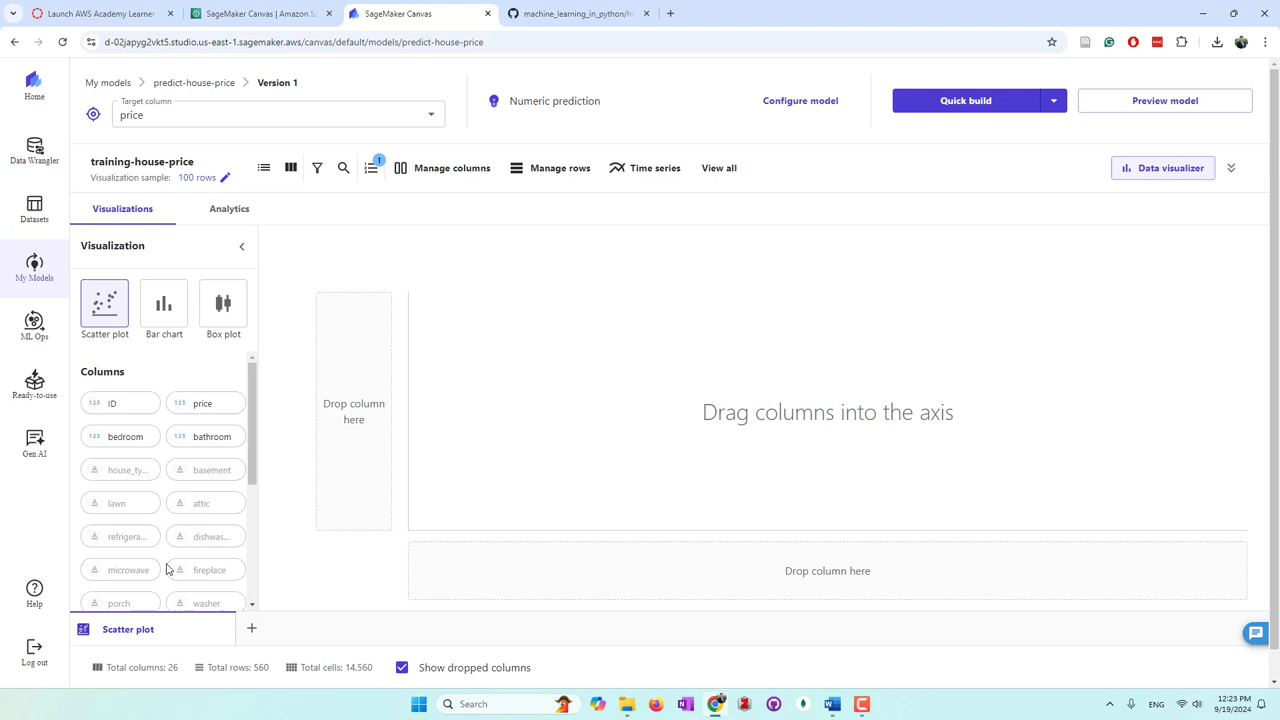 Launch AWS Academy Learner
SageMaker Canvas | Amazon S
SageMaker Canvas
machine_learning_in_python/ho
d-02japyg2vkt5.studio.us-east-1.sagemaker.aws/canvas/default/models/predict-house-price
Home
Data Wrangler
Datasets
My Models
ML Ops
Ready-to-use
Gen AI
Help
Log out
My models
predict-house-price
Version 1
Target column
price
Numeric prediction
Configure model
Quick build
Preview model
training-house-price
Visualization sample: 100 rows
1
Manage columns
Manage rows
Time series
View all
Data visualizer
Visualizations
Analytics
Visualization
Scatter plot
Bar chart
Box plot
Columns
123 ID
123 price
123 bedroom
123 bathroom
house_ty...
basement
lawn
attic
refrigera...
dishwas...
microwave
fireplace
porch
washer
Drop column
here
Drag columns into the axis
Drop column here
Scatter plot
Total columns: 26
Total rows: 560
Total cells: 14,560
Show dropped columns
Search
ENG
12:23 PM
9/19/2024